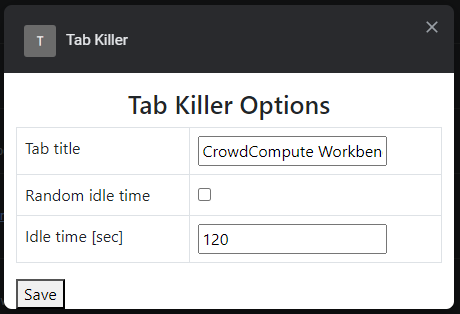 T Tab Killer
Tab Killer Options
Tab title CrowdCompute Workben
Random idle time
Idle time [sec] 120
Save